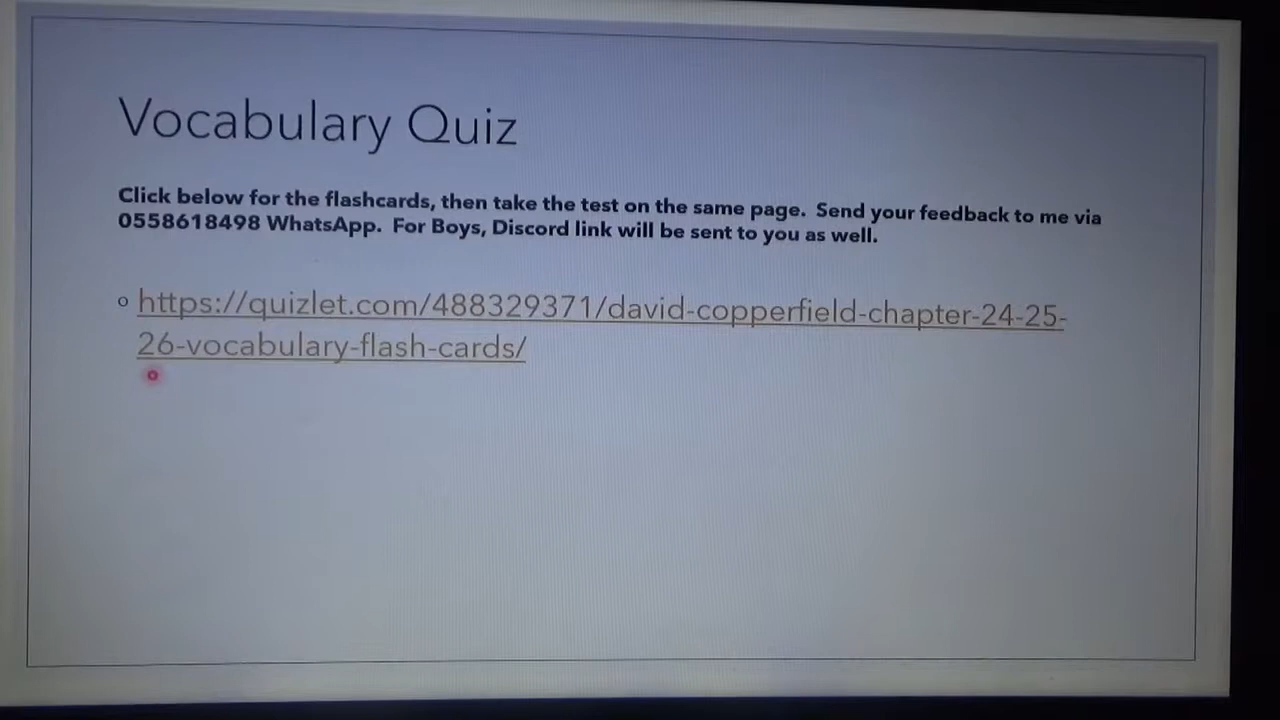 Vocabulary Quiz
Click below for the flashcards, then take the test on the same page. Send your feedback to me via
0558618498 WhatsApp. For Boys, Discord link will be sent to you as well.
https://quizlet.com/488329371/david-copperfield-chapter-24-25-
26-vocabulary-flash-cards/